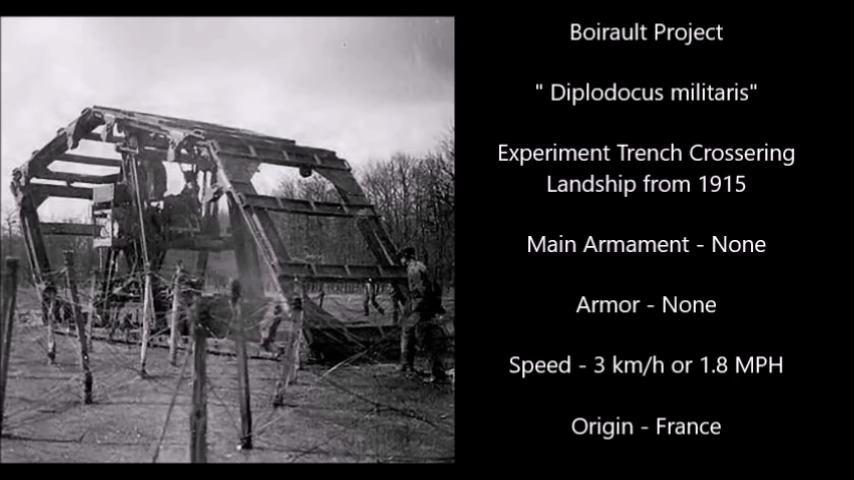 Boirault Project
" Diplodocus militaris"
Experiment Trench Crossering
Landship from 1915
Main Armament - None
Armor - None
Speed - 3 km/h or 1.8 MPH
Origin - France